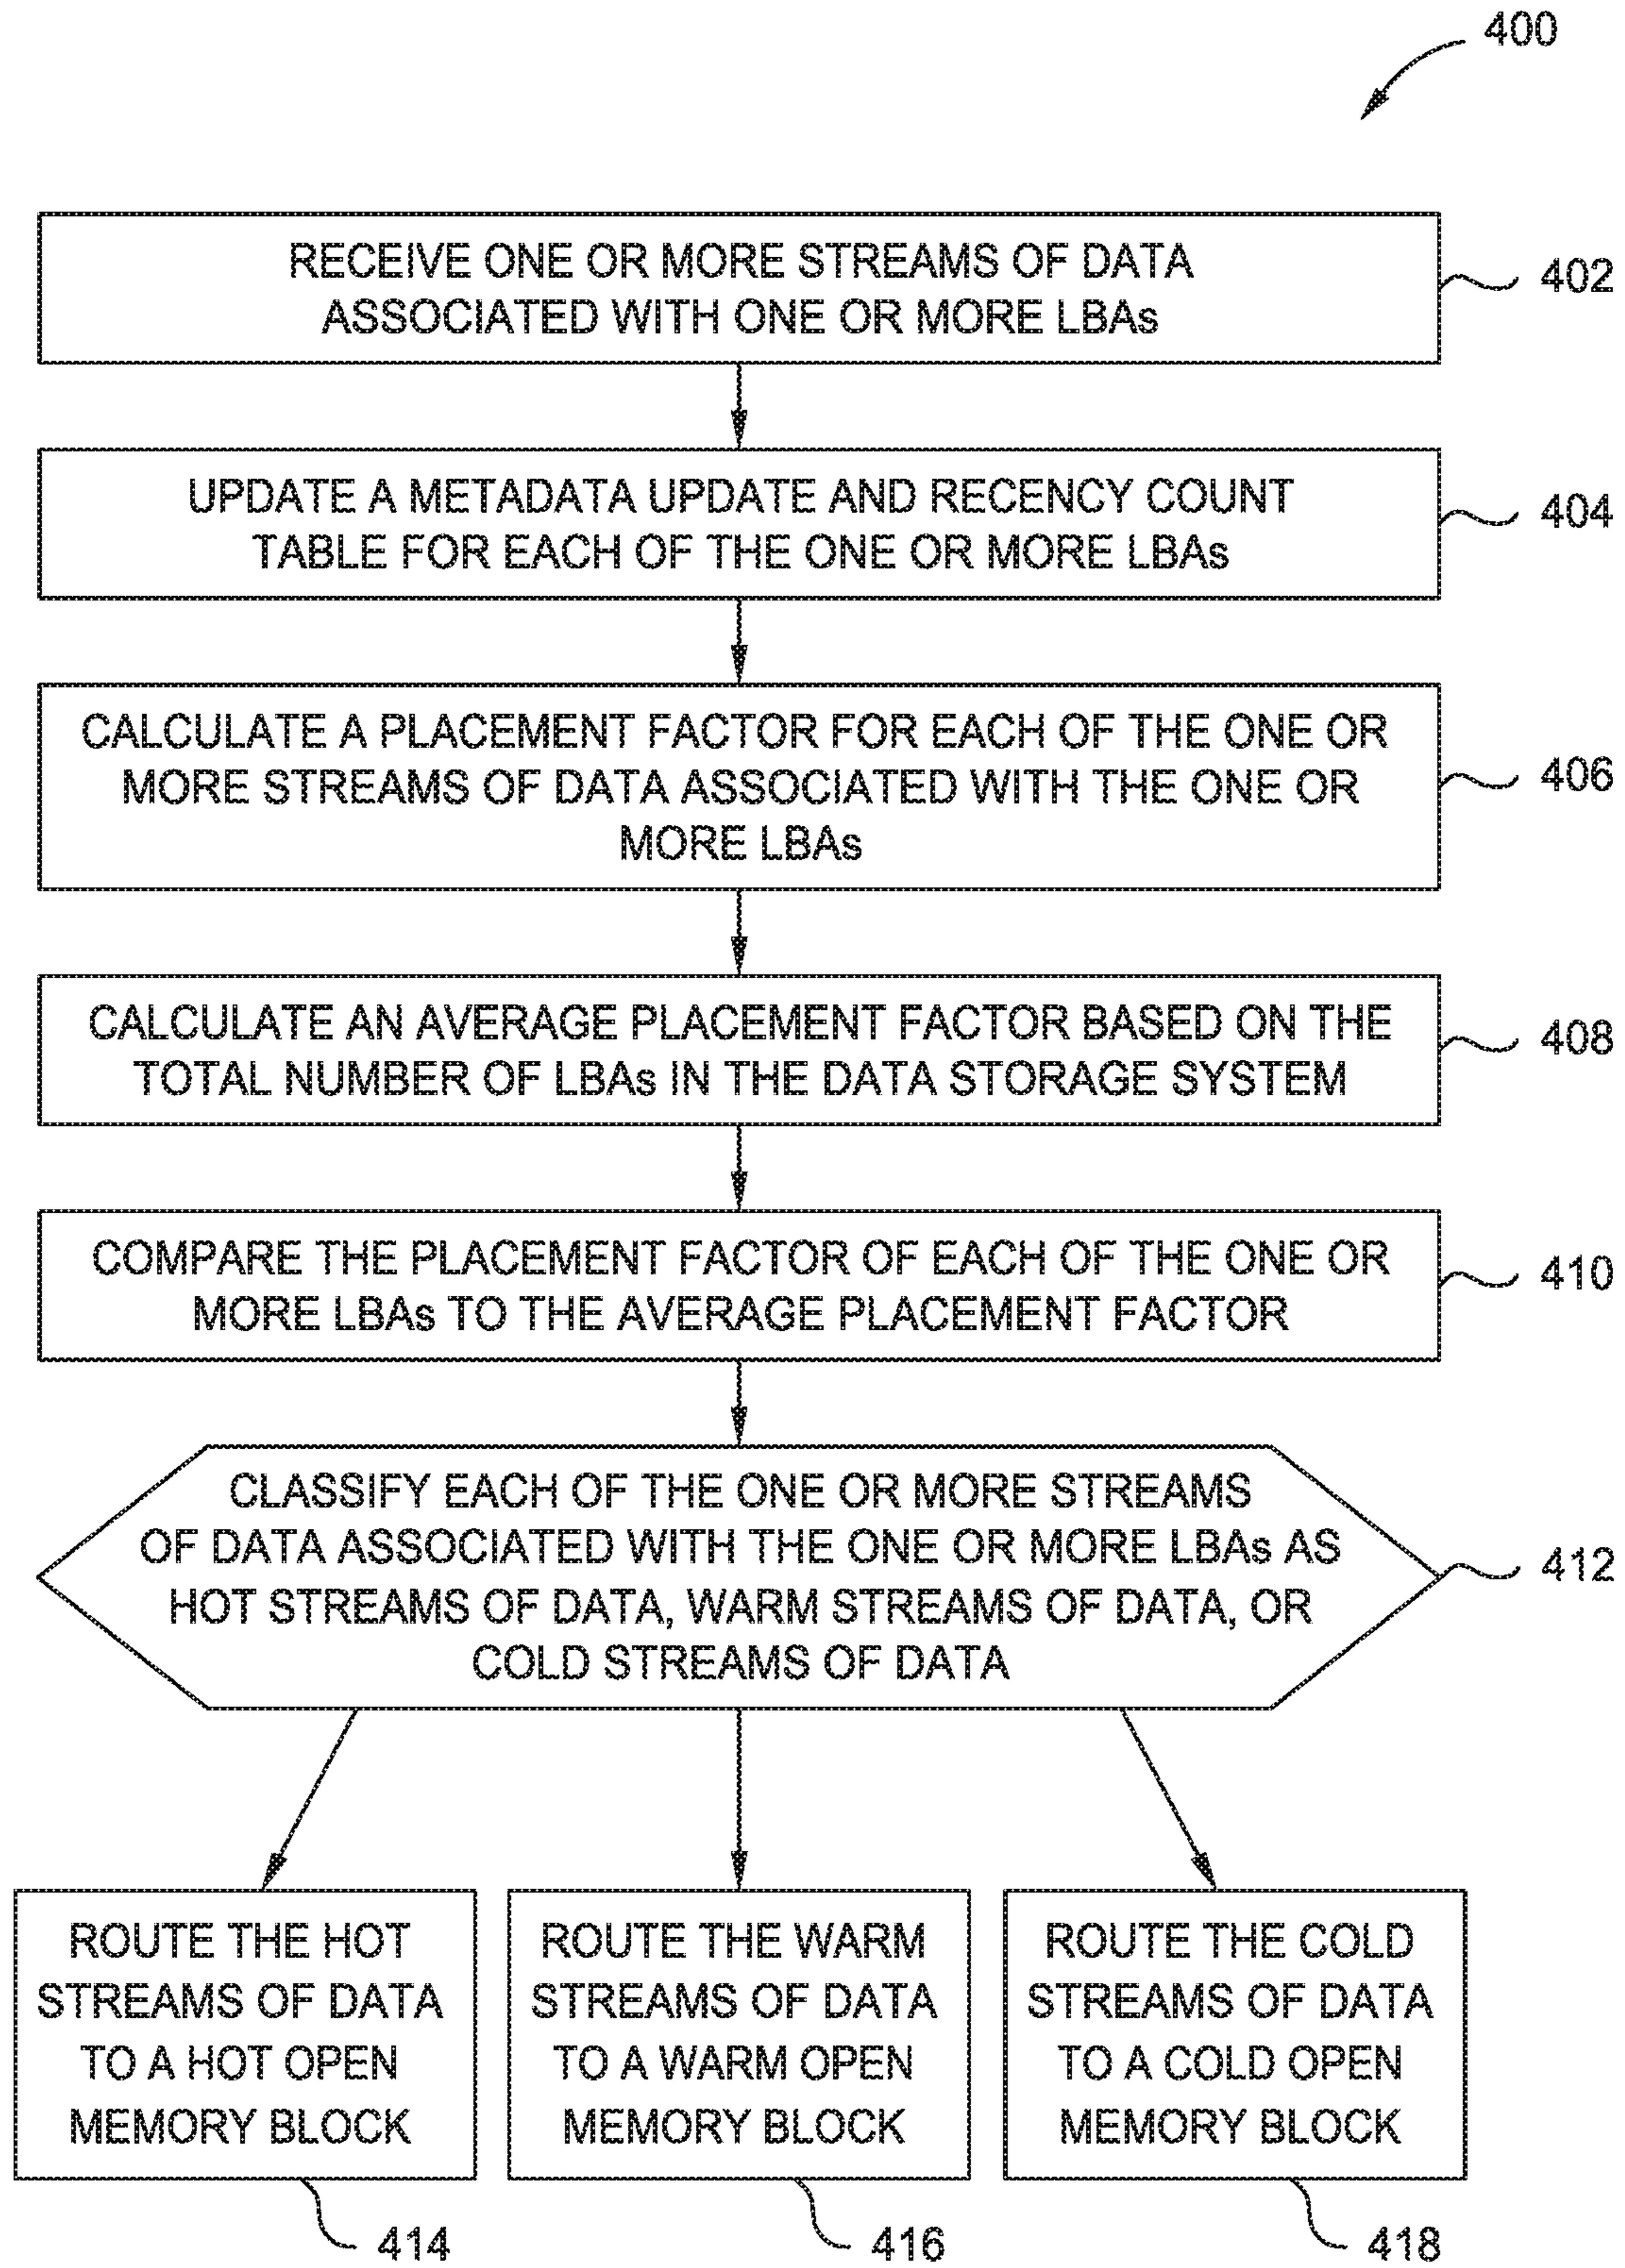 400
RECEIVE ONE OR MORE STREAMS OF DATA
ASSOCIATED WITH ONE OR MORE LBAs
402
UPDATE A METADATA UPDATE AND RECENCY COUNT
TABLE FOR EACH OF THE ONE OR MORE LBAs
404
CALCULATE A PLACEMENT FACTOR FOR EACH OF THE ONE OR
MORE STREAMS OF DATA ASSOCIATED WITH THE ONE OR
MORE LBAs
406
CALCULATE AN AVERAGE PLACEMENT FACTOR BASED ON THE
TOTAL NUMBER OF LBAs IN THE DATA STORAGE SYSTEM
408
COMPARE THE PLACEMENT FACTOR OF EACH OF THE ONE OR
MORE LBAs TO THE AVERAGE PLACEMENT FACTOR
410
CLASSIFY EACH OF THE ONE OR MORE STREAMS
OF DATA ASSOCIATED WITH THE ONE OR MORE LBAs AS
HOT STREAMS OF DATA, WARM STREAMS OF DATA, OR
COLD STREAMS OF DATA
412
ROUTE THE HOT
STREAMS OF DATA
TO A HOT OPEN
MEMORY BLOCK
414
ROUTE THE WARM
STREAMS OF DATA
TO A WARM OPEN
MEMORY BLOCK
416
ROUTE THE COLD
STREAMS OF DATA
TO A COLD OPEN
MEMORY BLOCK
418